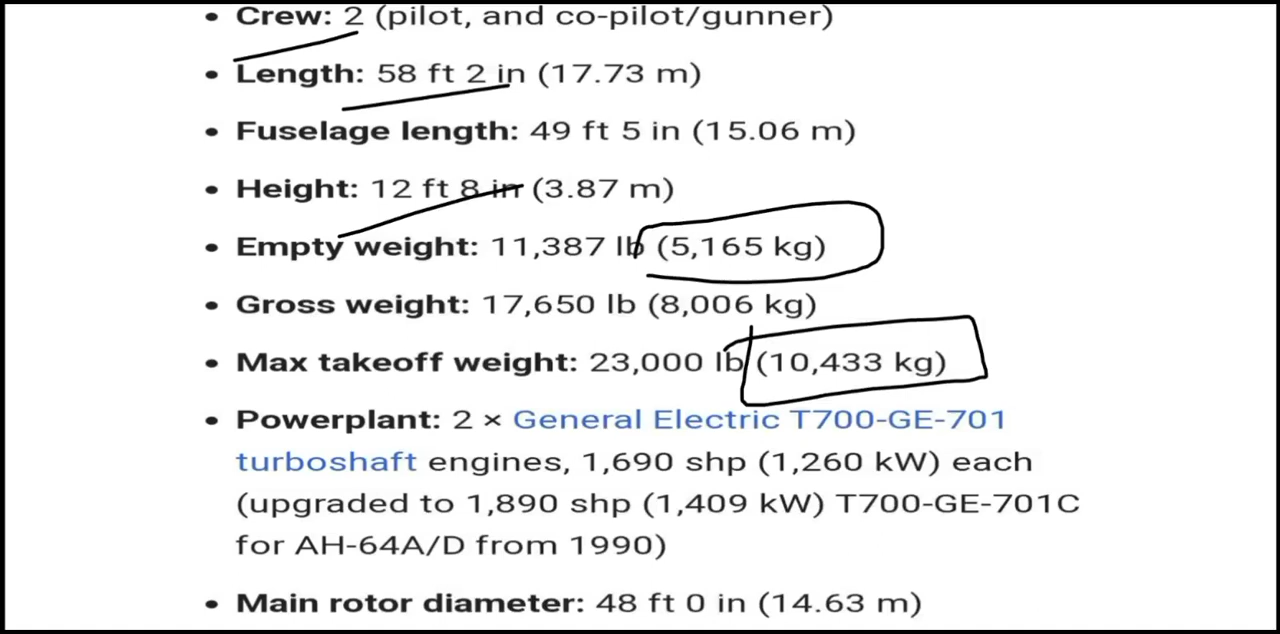 Crew: 2 (pilot, and co-pilot/gunner)
Length: 58 ft 2 in (17.73 m)
Fuselage length: 49 ft 5 in (15.06 m)
Height: 12 ft 8 in (3.87 m)
Empty weight: 11,387 lb (5,165 kg)
Gross weight: 17,650 lb (8,006 kg)
Max takeoff weight: 23,000 lb (10,433 kg)
Powerplant: 2 × General Electric T700-GE-701
turboshaft engines, 1,690 shp (1,260 kW) each
(upgraded to 1,890 shp (1,409 kW) T700-GE-701C
for AH-64A/D from 1990)
Main rotor diameter: 48 ft 0 in (14.63 m)